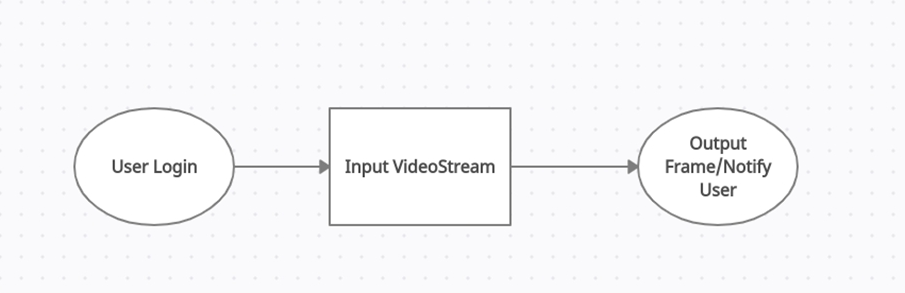 User Login
Input VideoStream
Output
Frame/Notify
User